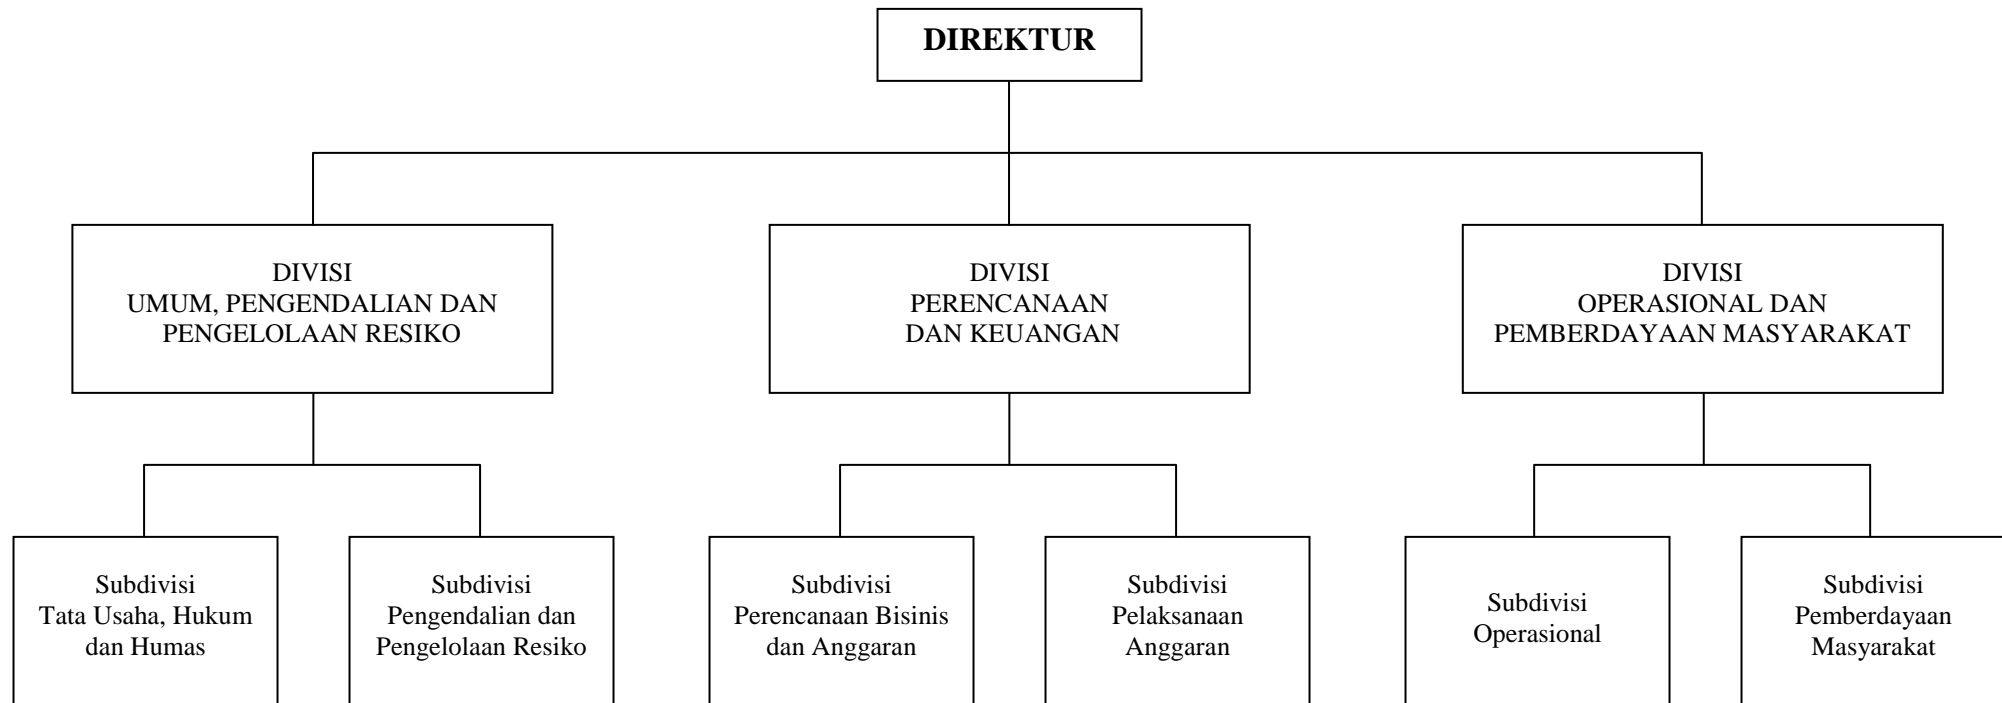 DIREKTUR
DIVISI
UMUM, PENGENDALIAN DAN
PENGELOLAAN RESIKO
DIVISI
PERENCANAAN
DAN KEUANGAN
DIVISI
OPERASIONAL DAN
PEMBERDAYAAN MASYARAKAT
Subdivisi
Tata Usaha, Hukum
dan Humas
Subdivisi
Pengendalian dan
Pengelolaan Resiko
Subdivisi
Perencanaan Bisinis
dan Anggaran
Subdivisi
Pelaksanaan
Anggaran
Subdivisi
Operasional
Subdivisi
Pemberdayaan
Masyarakat